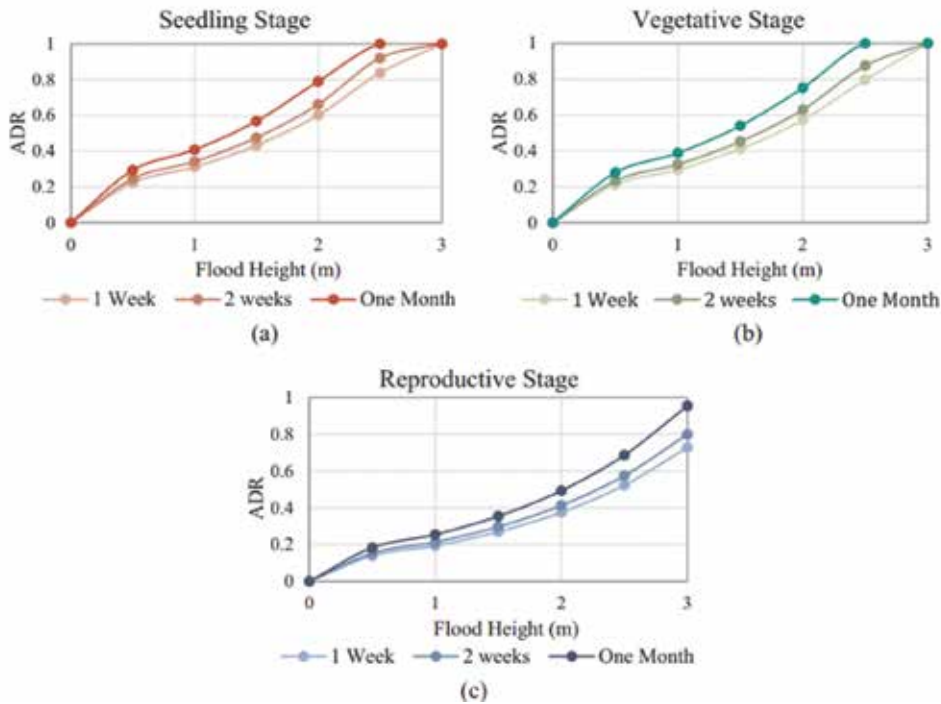 Seedling Stage
1
0.8
0.6
0.4
0.2
0
ADR
0 1 2 3
Flood Height (m)
1 Week 2 weeks One Month
(a)
Vegetative Stage
1
0.8
0.6
0.4
0.2
0
ADR
0 1 2 3
Flood Height (m)
1 Week 2 weeks One Month
(b)
Reproductive Stage
1
0.8
0.6
0.4
0.2
0
ADR
0 1 2 3
Flood Height (m)
1 Week 2 weeks One Month
(c)